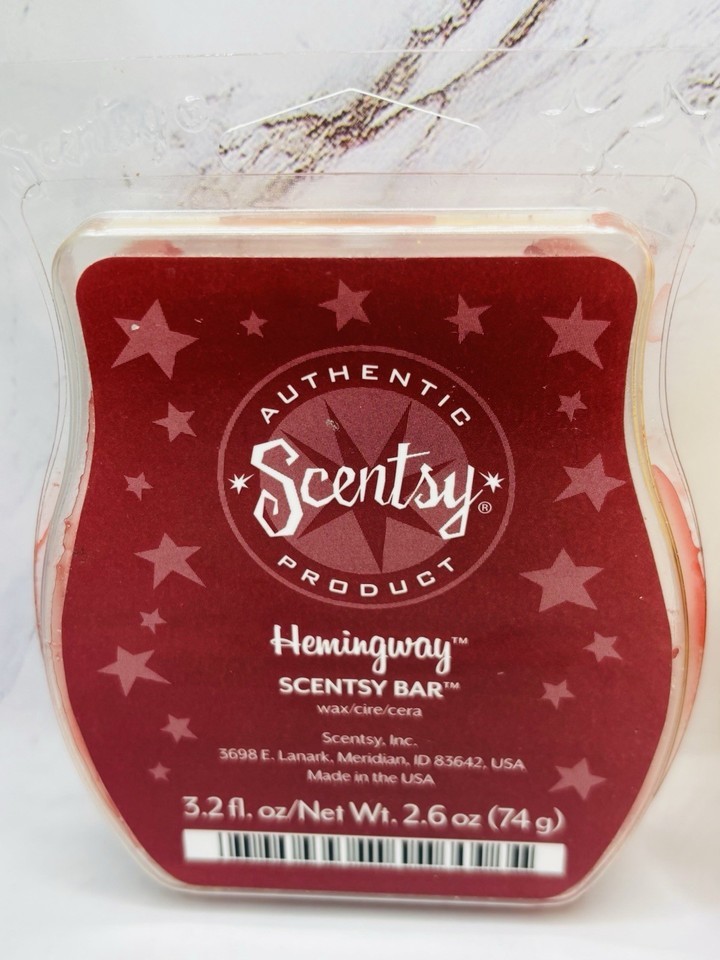 AUTHENTIC
Scentsy®
PRODUCT
Hemingway™
SCENTSY BAR™
wax/cire/cera
Scentsy, Inc.
3698 E. Lanark, Meridian, ID 83642, USA
Made in the USA
3.2 fl. oz/Net Wt. 2.6 oz (74 g)